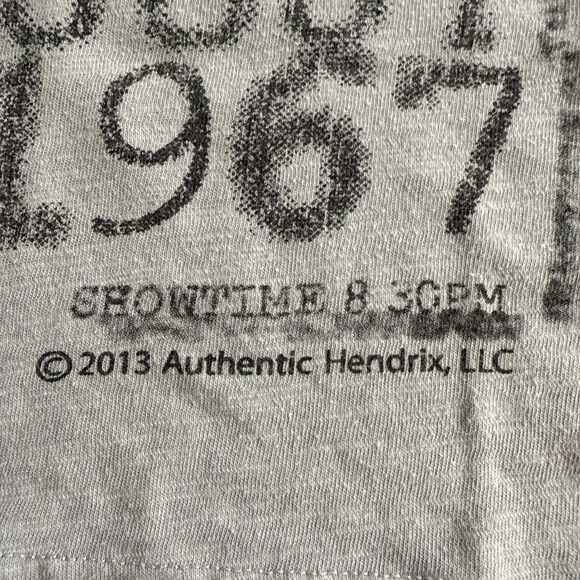 1967
SHOWTIME 8 30PM
© 2013 Authentic Hendrix, LLC